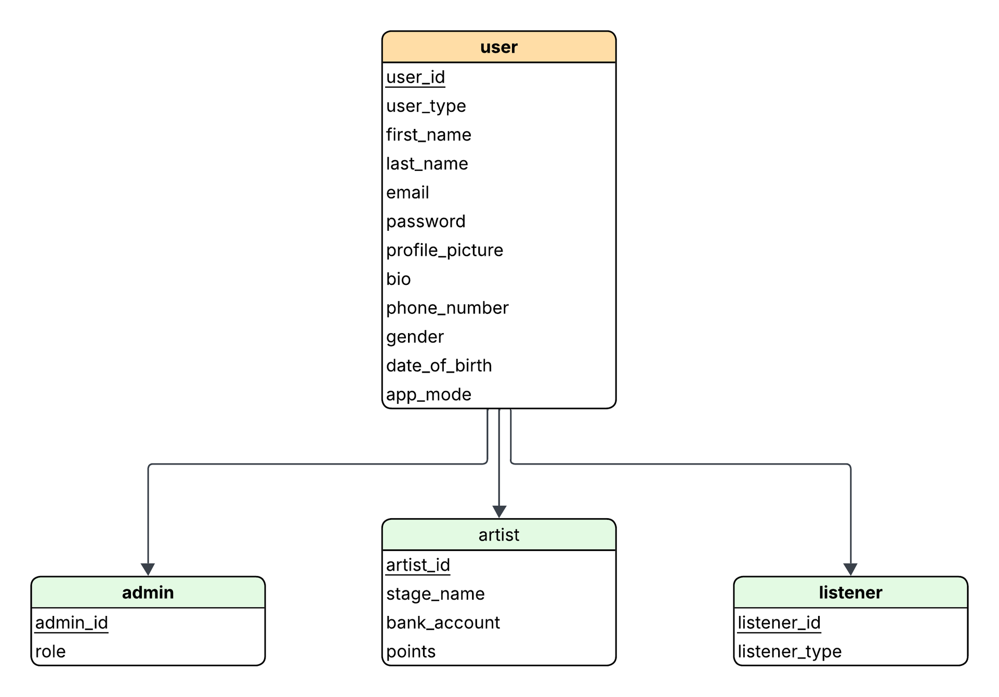 user
user_id
user_type
first_name
last_name
email
password
profile_picture
bio
phone_number
gender
date_of_birth
app_mode
admin
admin_id
role
artist
artist_id
stage_name
bank_account
points
listener
listener_id
listener_type